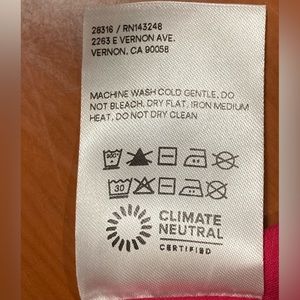 28316 / RN143248
2263 E VERNON AVE.
VERNON, CA 90058
MACHINE WASH COLD GENTLE, DO
NOT BLEACH, DRY FLAT, IRON MEDIUM
HEAT, DO NOT DRY CLEAN
30
CLIMATE
NEUTRAL
CERTIFIED